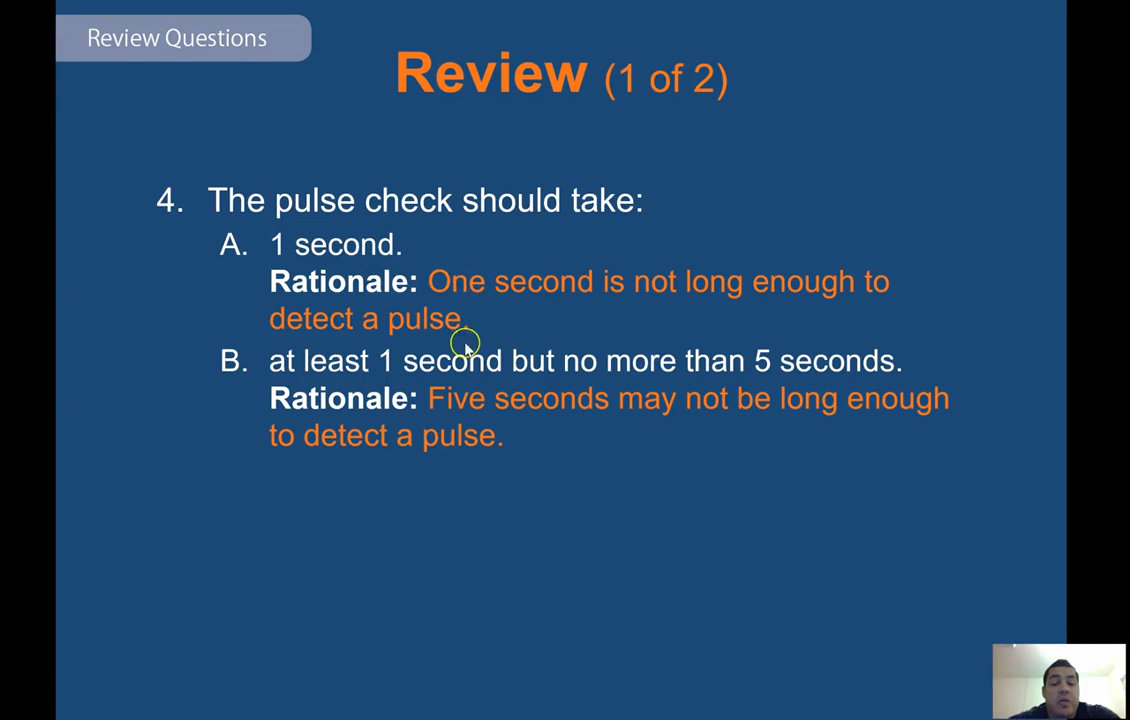 Review Questions
Review (1 of 2)
4. The pulse check should take:
A. 1 second.
Rationale: One second is not long enough to
detect a pulse.
B. at least 1 second but no more than 5 seconds.
Rationale: Five seconds may not be long enough
to detect a pulse.